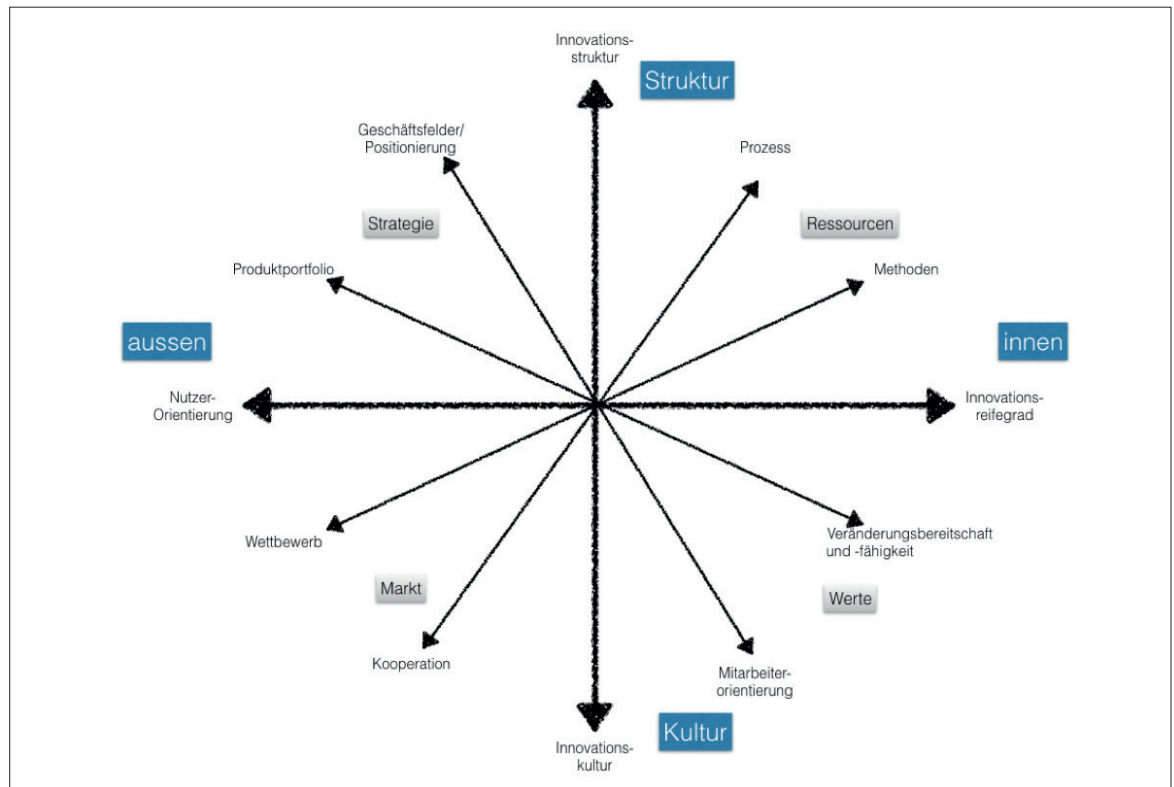 Innovations-
struktur
Struktur
Geschäftsfelder/
Positionierung
Prozess
Strategie
Ressourcen
Produktportfolio
Methoden
aussen
innen
Nutzer-
Orientierung
Innovations-
reifegrad
Wettbewerb
Veränderungsbereitschaft
und -fähigkeit
Markt
Werte
Kooperation
Mitarbeiter-
orientierung
Kultur
Innovations-
kultur